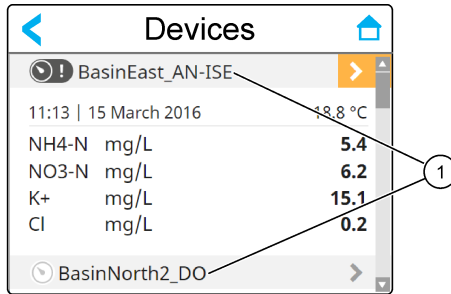 Devices
BasinEast_AN-ISE
11:13 | 15 March 2016 18.8 °C
NH4-N mg/L 5.4
NO3-N mg/L 6.2
K+ mg/L 15.1
Cl mg/L 0.2
1
BasinNorth2_DO